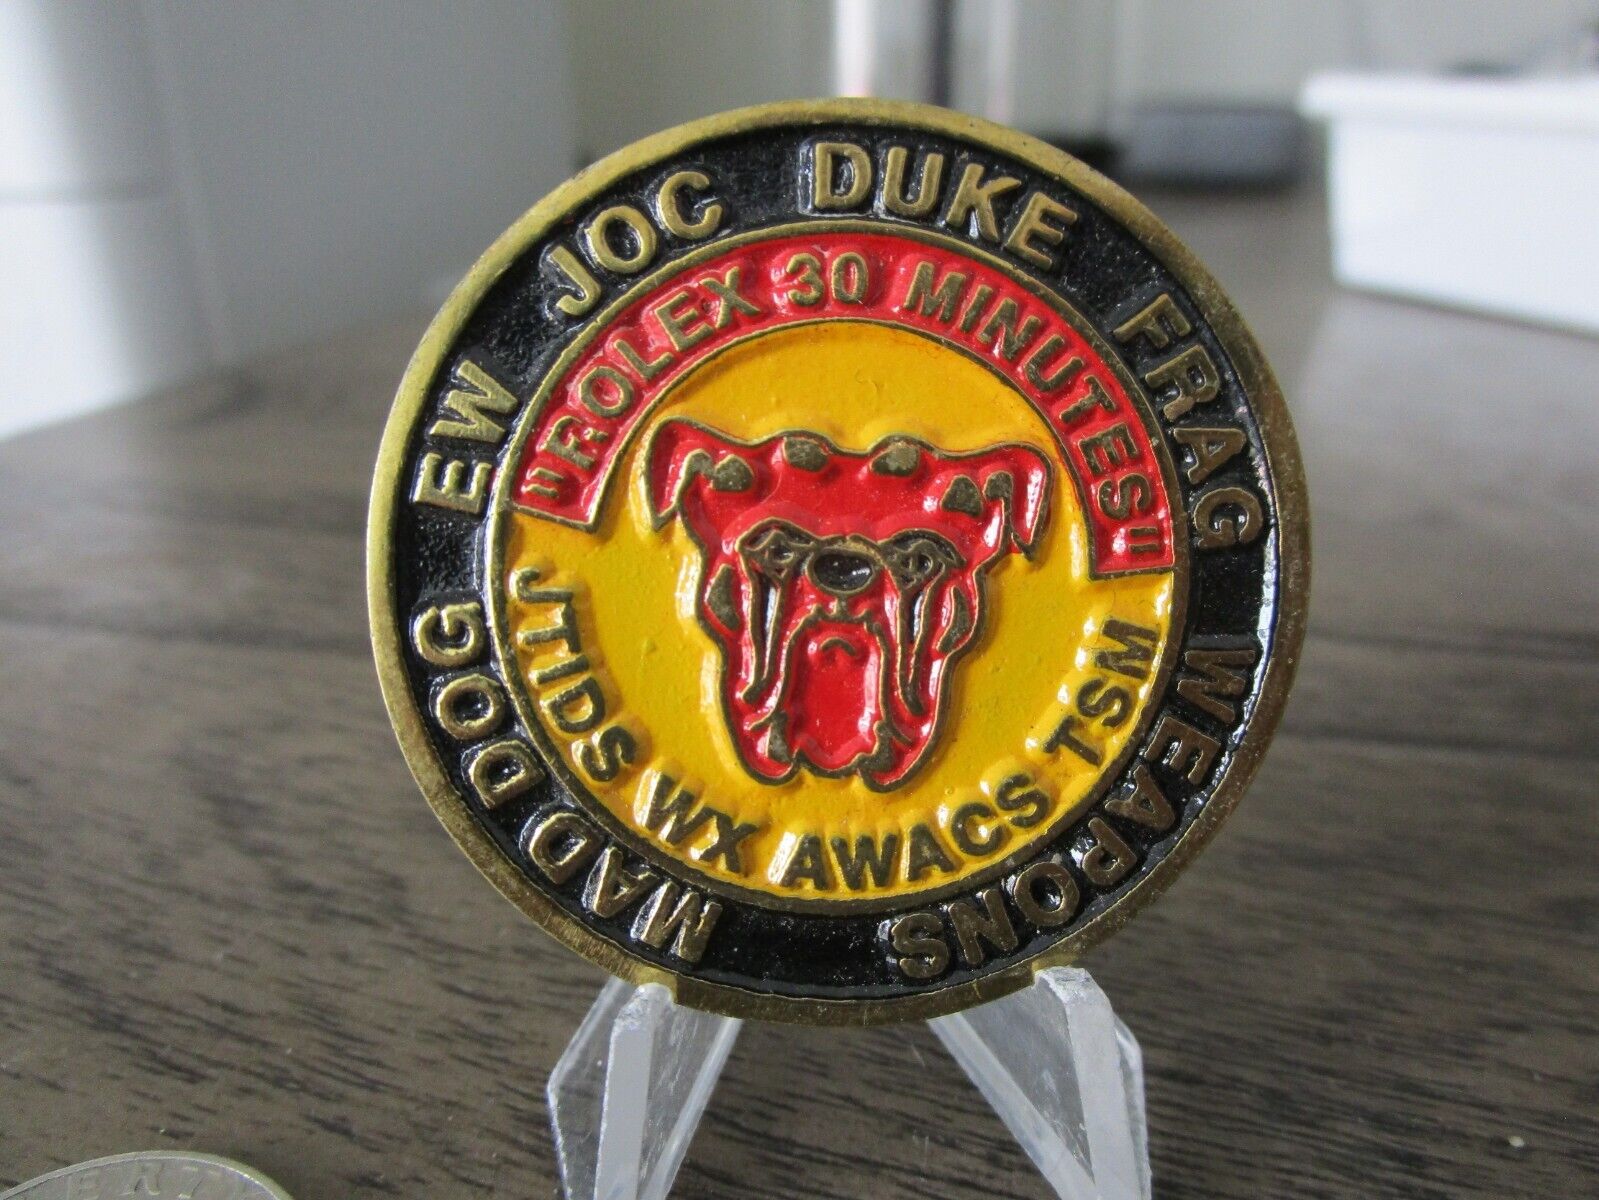 MAD DOG EW JOC DUKE FRAG WEAPONS
"ROLEX 30 MINUTES"
JTIDS WX AWACS TSM